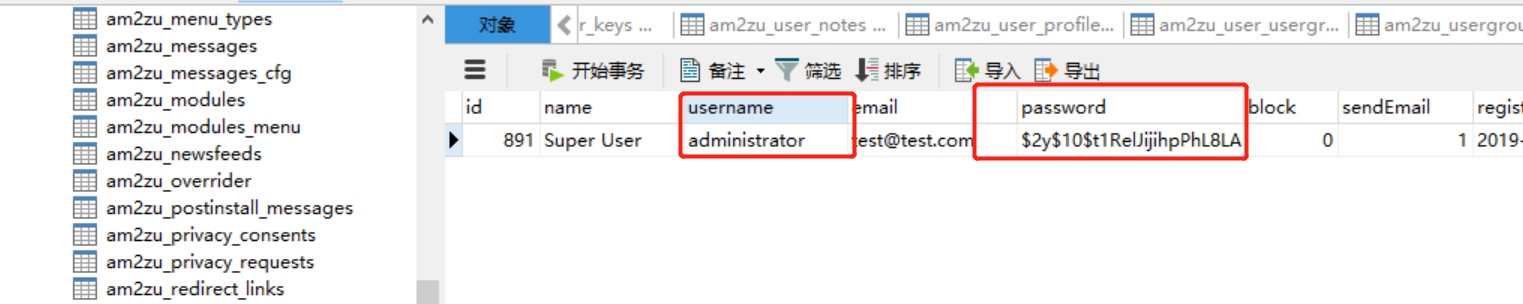 am2zu_menu_types
am2zu_messages
am2zu_messages_cfg
am2zu_modules
am2zu_modules_menu
am2zu_newsfeeds
am2zu_overrider
am2zu_postinstall_messages
am2zu_privacy_consents
am2zu_privacy_requests
am2zu_redirect_links
对象 r_keys ... am2zu_user_notes ... am2zu_user_profile... am2zu_user_usergr... am2zu_usergrou
开始事务 备注 筛选 排序 导入 导出
id name username email password block sendEmail regist
891 Super User administrator test@test.com $2y$10$t1RelJijihpPhL8LA 0 1 2019-